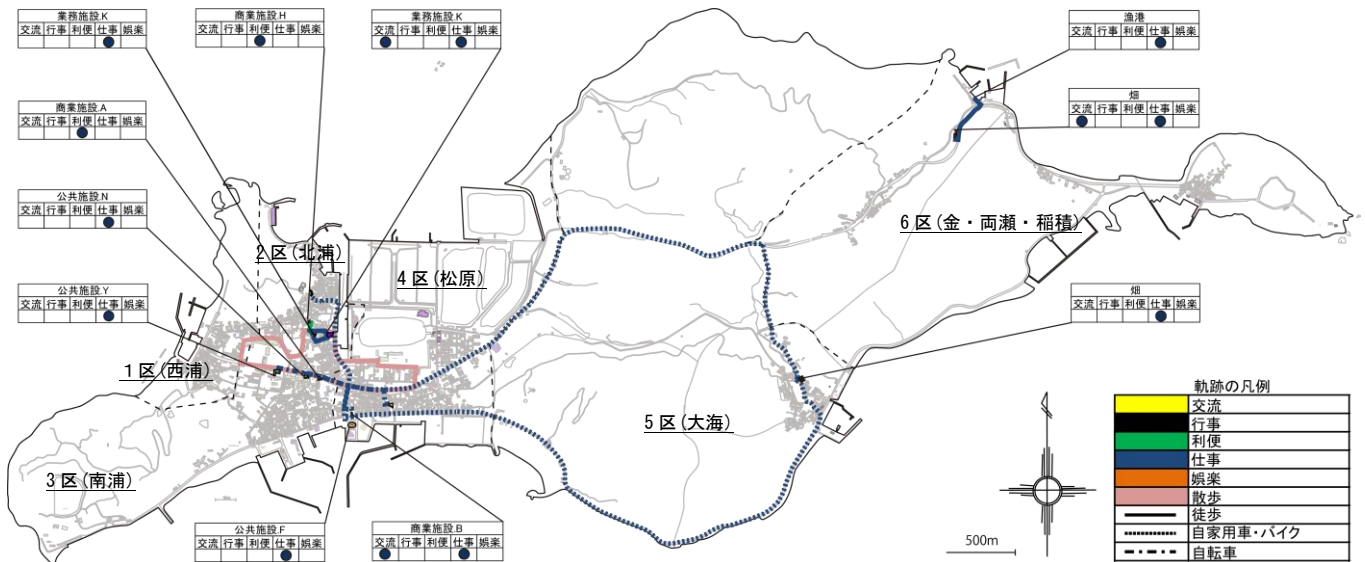 業務施設.K
交流 行事 利便 仕事 娯楽
商業施設.H
交流 行事 利便 仕事 娯楽
業務施設.K
交流 行事 利便 仕事 娯楽
漁港
交流 行事 利便 仕事 娯楽
商業施設.A
交流 行事 利便 仕事 娯楽
畑
交流 行事 利便 仕事 娯楽
公共施設.N
交流 行事 利便 仕事 娯楽
6区(金・両瀬・稲積)
2区(北浦)
4区(松原)
公共施設.Y
交流 行事 利便 仕事 娯楽
畑
交流 行事 利便 仕事 娯楽
1区(西浦)
5区(大海)
3区(南浦)
公共施設.F
交流 行事 利便 仕事 娯楽
商業施設.B
交流 行事 利便 仕事 娯楽
500m
軌跡の凡例
交流
行事
利便
仕事
娯楽
散歩
徒歩
自家用車・バイク
自転車